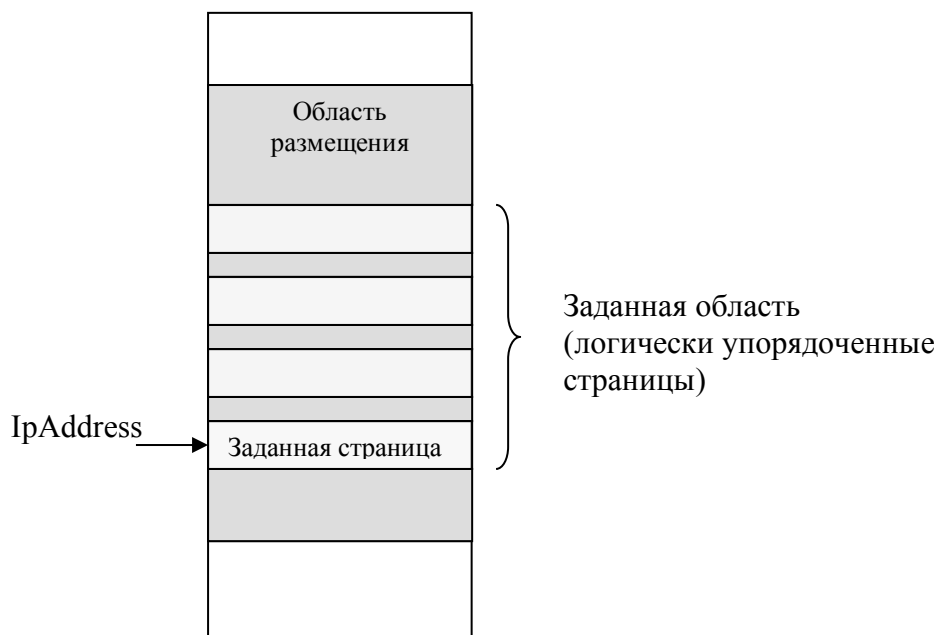 Область
размещения
Заданная область
(логически упорядоченные
страницы)
IpAddress
Заданная страница